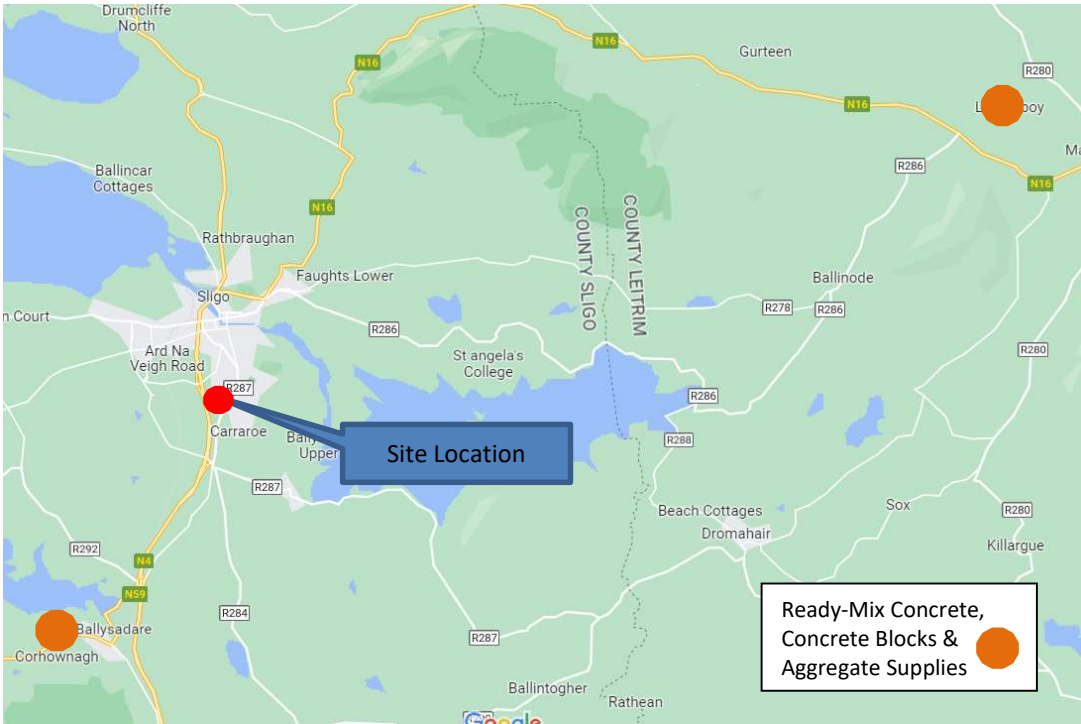 Drumcliffe
North
N16
Gurteen
N16
R280
N16
N16
R286
Ballincar
Cottages
N16
N16
COUNTY SLIGO
COUNTY LEITRIM
Rathbraughan
Faughts Lower
Ballinode
Sligo
R278
R286
n Court
R286
St angela's
College
R280
Ard Na
Veigh Road
R287
R286
Carraroe
Upper
Site Location
R288
R287
Beach Cottages
Dromahair
Sox
R280
Killargue
R292
N4
N59
R284
R287
Ballysadare
Corhownagh
Ready-Mix Concrete,
Concrete Blocks &
Aggregate Supplies
Ballintogher
Rathean
Google